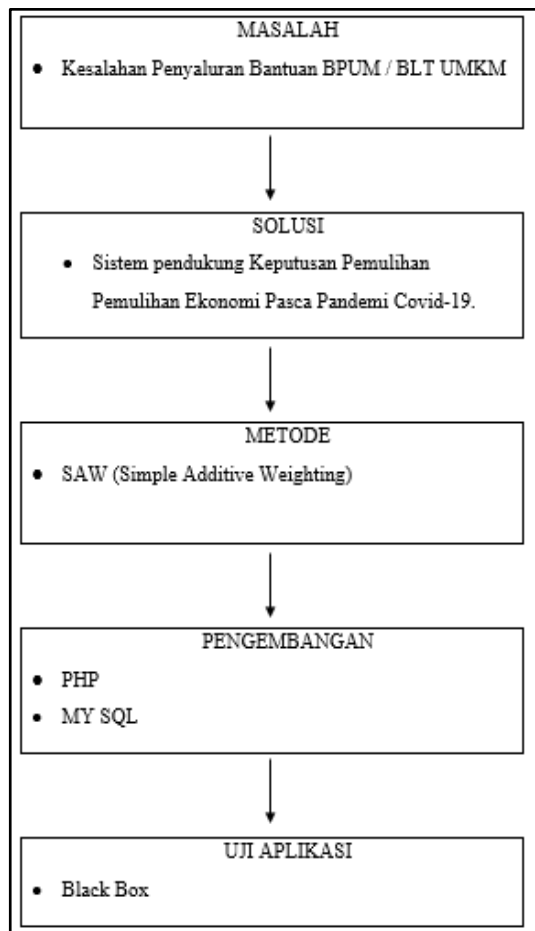 MASALAH
● Kesalahan Penyaluran Bantuan BPUM / BLT UMKM
SOLUSI
● Sistem pendukung Keputusan Pemulihan
Pemulihan Ekonomi Pasca Pandemi Covid-19.
METODE
● SAW (Simple Additive Weighting)
PENGEMBANGAN
● PHP
● MY SQL
UJI APLIKASI
● Black Box